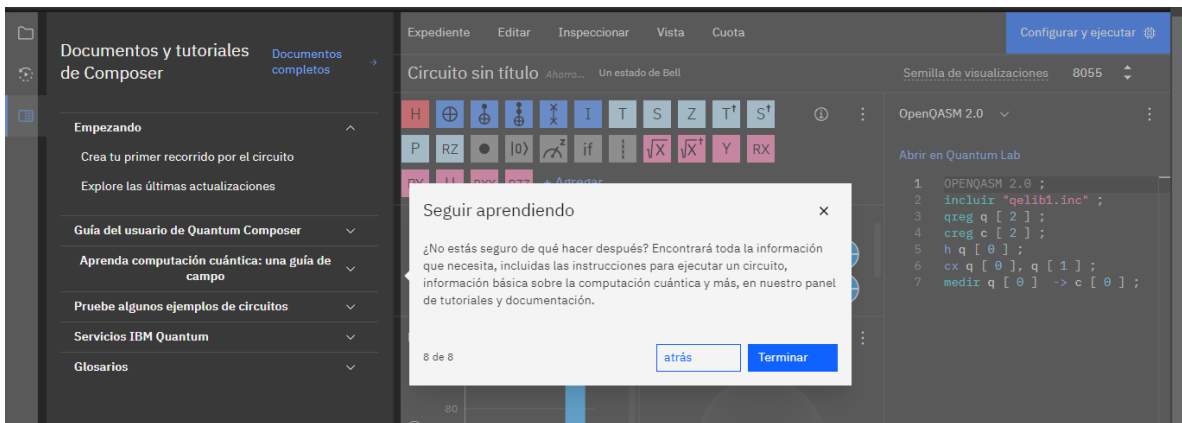 Documentos y tutoriales
de Composer
Documentos
completos
Empezando
Crea tu primer recorrido por el circuito
Explore las últimas actualizaciones
Guía del usuario de Quantum Composer
Aprenda computación cuántica: una guía de
campo
Pruebe algunos ejemplos de circuitos
Servicios IBM Quantum
Glosarios
Expediente Editar Inspeccionar Vista Cuota
Configurar y ejecutar
Circuito sin título Ahorro... Un estado de Bell
Semilla de visualizaciones 8055
H I T S Z T† S†
P RZ |0⟩ z if √X √X† Y RX
RY U RXX RZZ + Agregar
Seguir aprendiendo
¿No estás seguro de qué hacer después? Encontrará toda la información
que necesita, incluidas las instrucciones para ejecutar un circuito,
información básica sobre la computación cuántica y más, en nuestro panel
de tutoriales y documentación.
8 de 8
atrás
Terminar
80
OpenQASM 2.0
Abrir en Quantum Lab
1 OPENQASM 2.0 ;
2 incluir "qelib1.inc" ;
3 qreg q [ 2 ] ;
4 creg c [ 2 ] ;
5 h q [ 0 ] ;
6 cx q [ 0 ], q [ 1 ] ;
7 medir q [ 0 ] -> c [ 0 ] ;